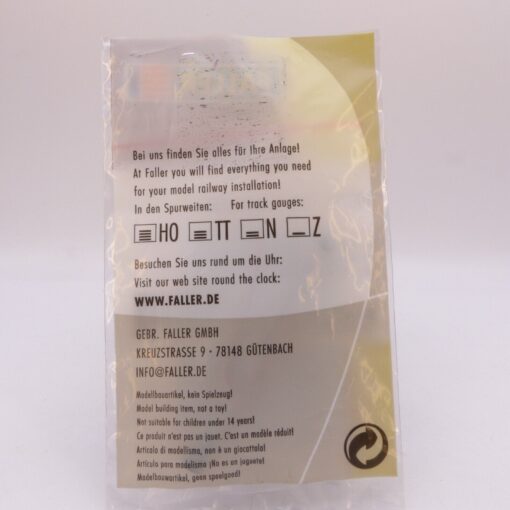 Bei uns finden Sie alles für Ihre Anlage!
At Faller you will find everything you need
for your model railway installation!
In den Spurweiten: For track gauges:
HO TT N Z
Besuchen Sie uns rund um die Uhr:
Visit our web site round the clock:
WWW.FALLER.DE
GEBR. FALLER GMBH
KREUZSTRASSE 9 - 78148 GÜTENBACH
INFO@FALLER.DE
Modellbauartikel, kein Spielzeug!
Model building item, not a toy!
Not suitable for children under 14 years!
Ce produit n'est pas un jouet. C'est un modèle réduit!
Articolo di modellismo, non è un giocattolo!
Artículo para modelismo ¡No es un juguete!
Modelbouwartikel, geen speelgoed!